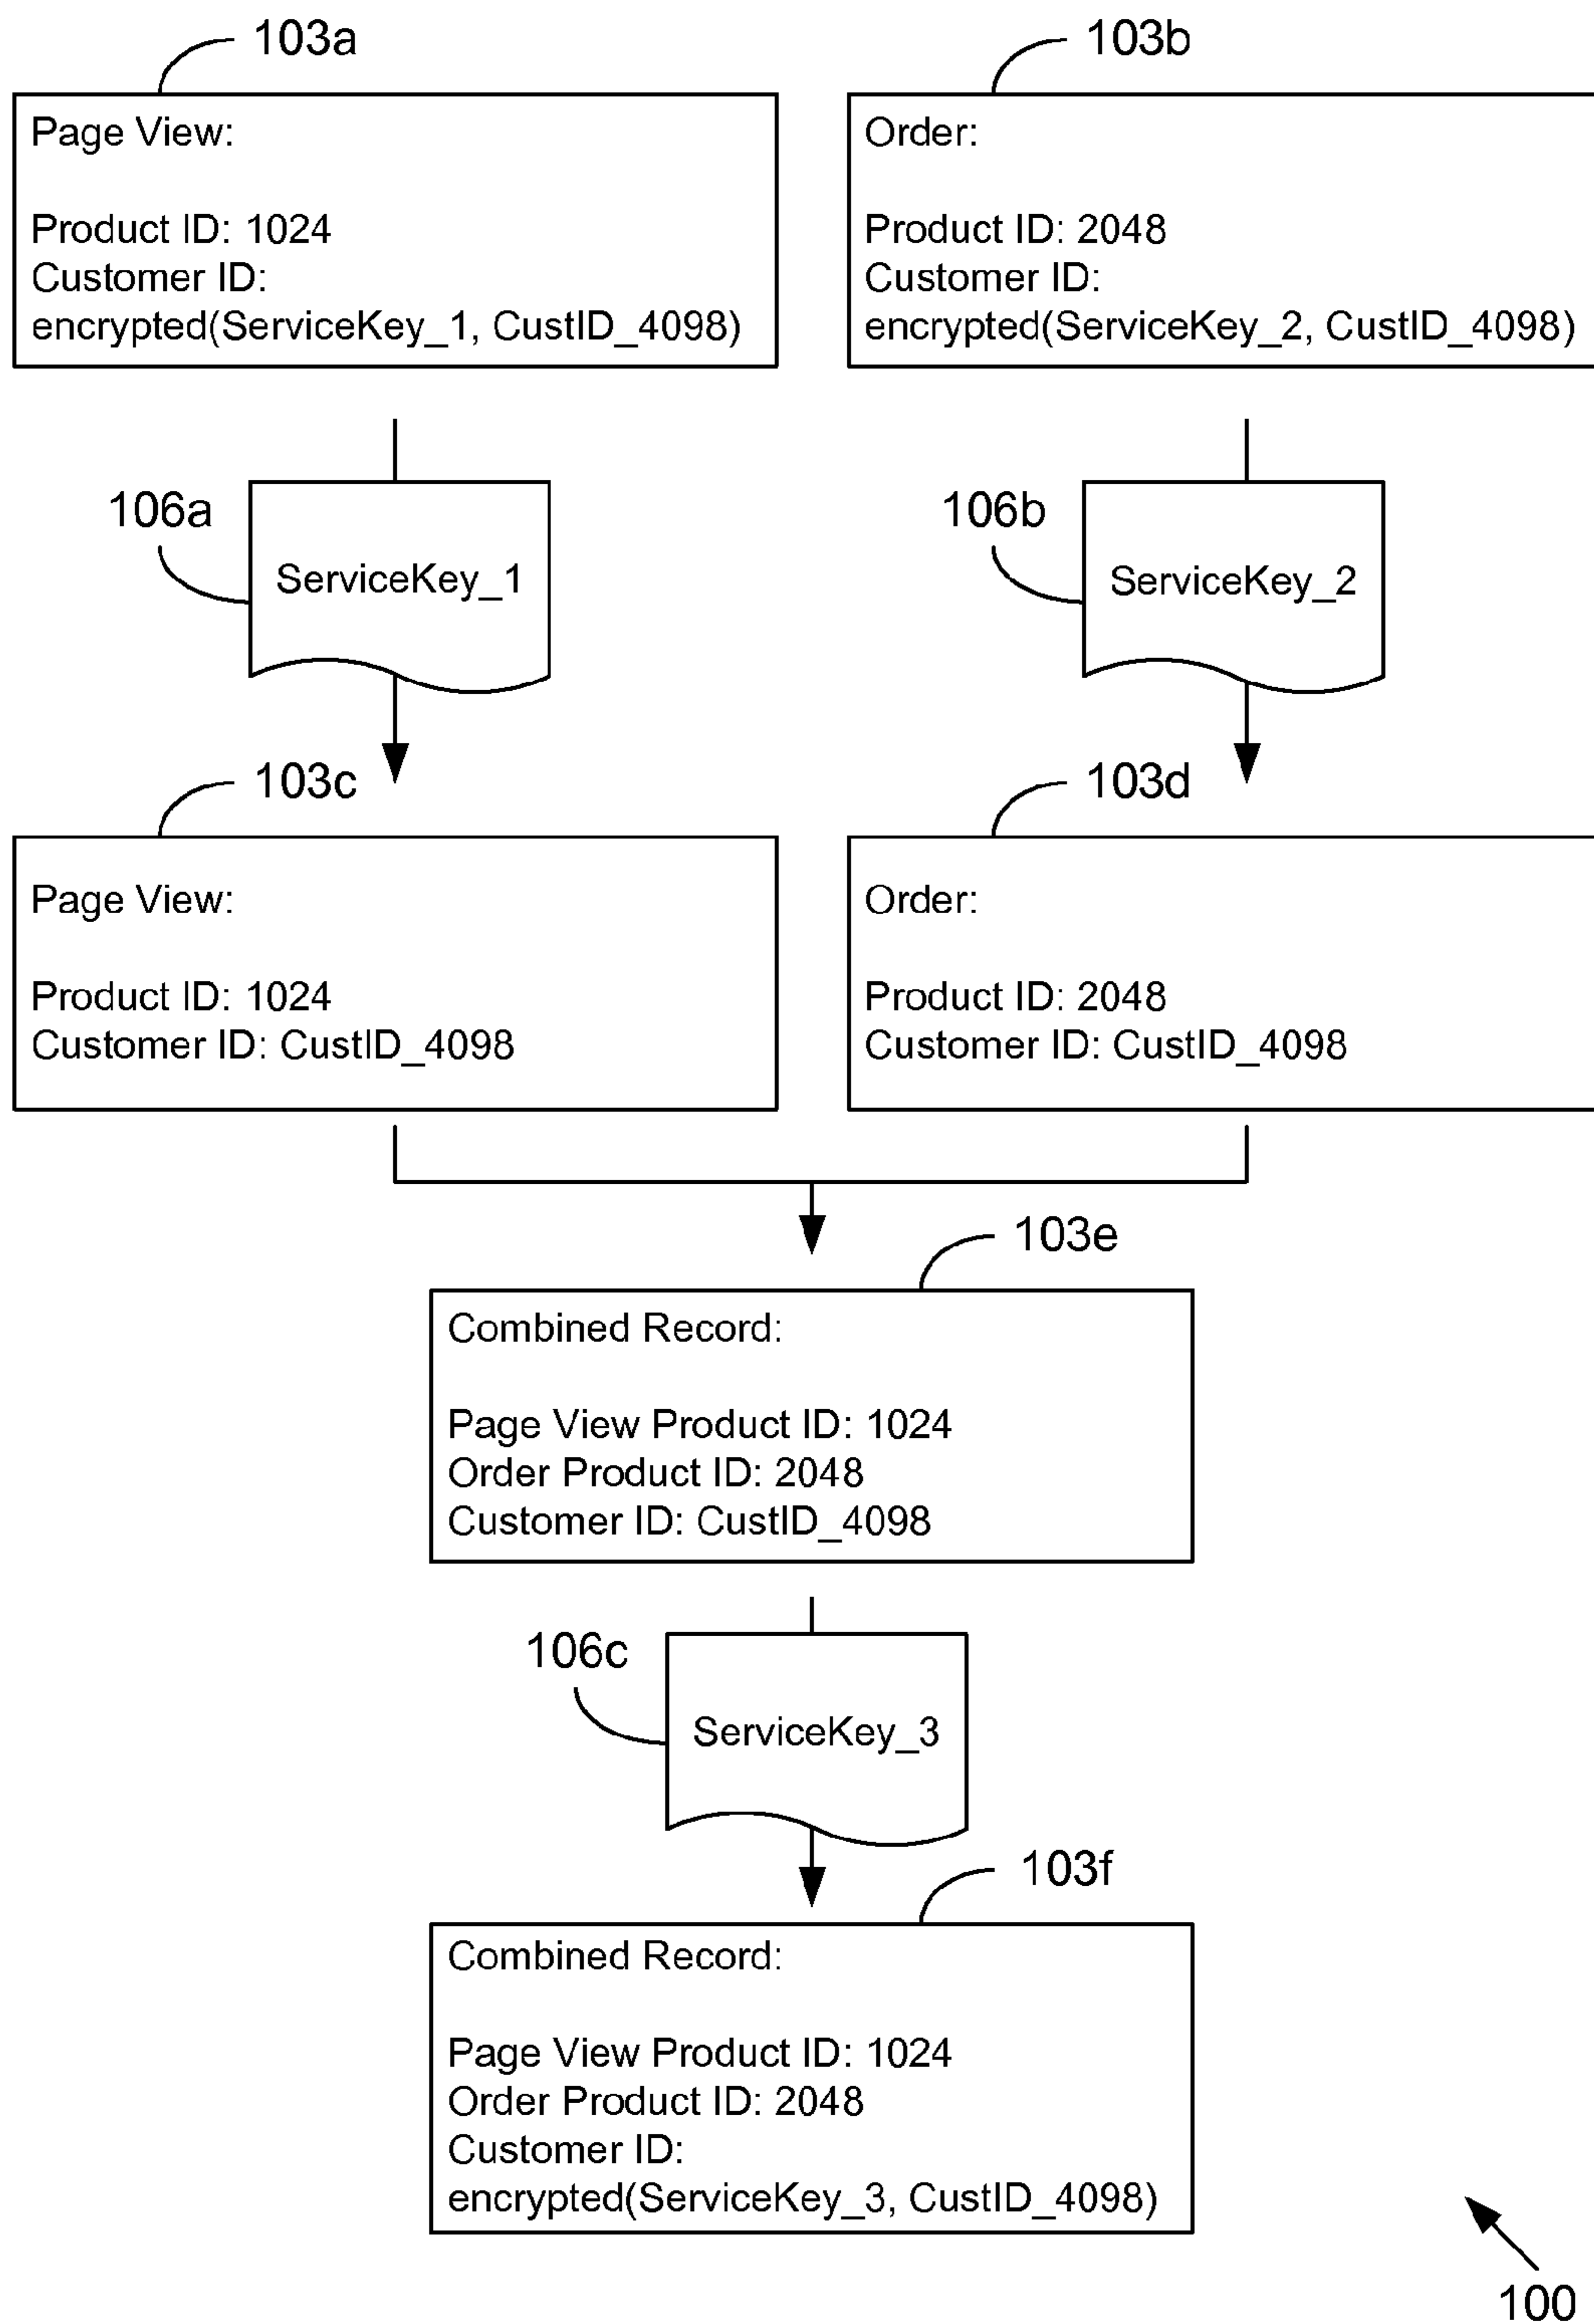 103a
103b
Page View:
Product ID: 1024
Customer ID:
encrypted(ServiceKey_1, CustID_4098)
Order:
Product ID: 2048
Customer ID:
encrypted(ServiceKey_2, CustID_4098)
106a
ServiceKey_1
106b
ServiceKey_2
103c
103d
Page View:
Product ID: 1024
Customer ID: CustID_4098
Order:
Product ID: 2048
Customer ID: CustID_4098
103e
Combined Record:
Page View Product ID: 1024
Order Product ID: 2048
Customer ID: CustID_4098
106c
ServiceKey_3
103f
Combined Record:
Page View Product ID: 1024
Order Product ID: 2048
Customer ID:
encrypted(ServiceKey_3, CustID_4098)
100